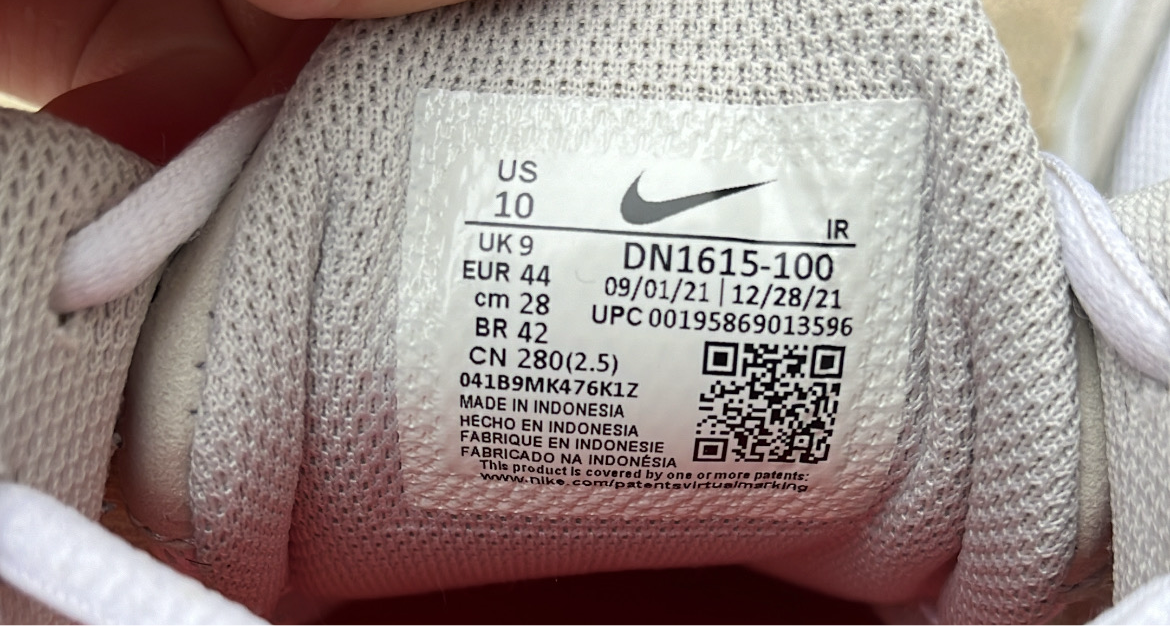 US
10
IR
UK 9
EUR 44
cm 28
BR 42
CN 280(2.5)
DN1615-100
09/01/21 | 12/28/21
UPC 00195869013596
041B9MK476K1Z
MADE IN INDONESIA
HECHO EN INDONESIA
FABRIQUE EN INDONESIE
FABRICADO NA INDONÉSIA
This product is covered by one or more patents:
www.nike.com/patentsvirtualmarking